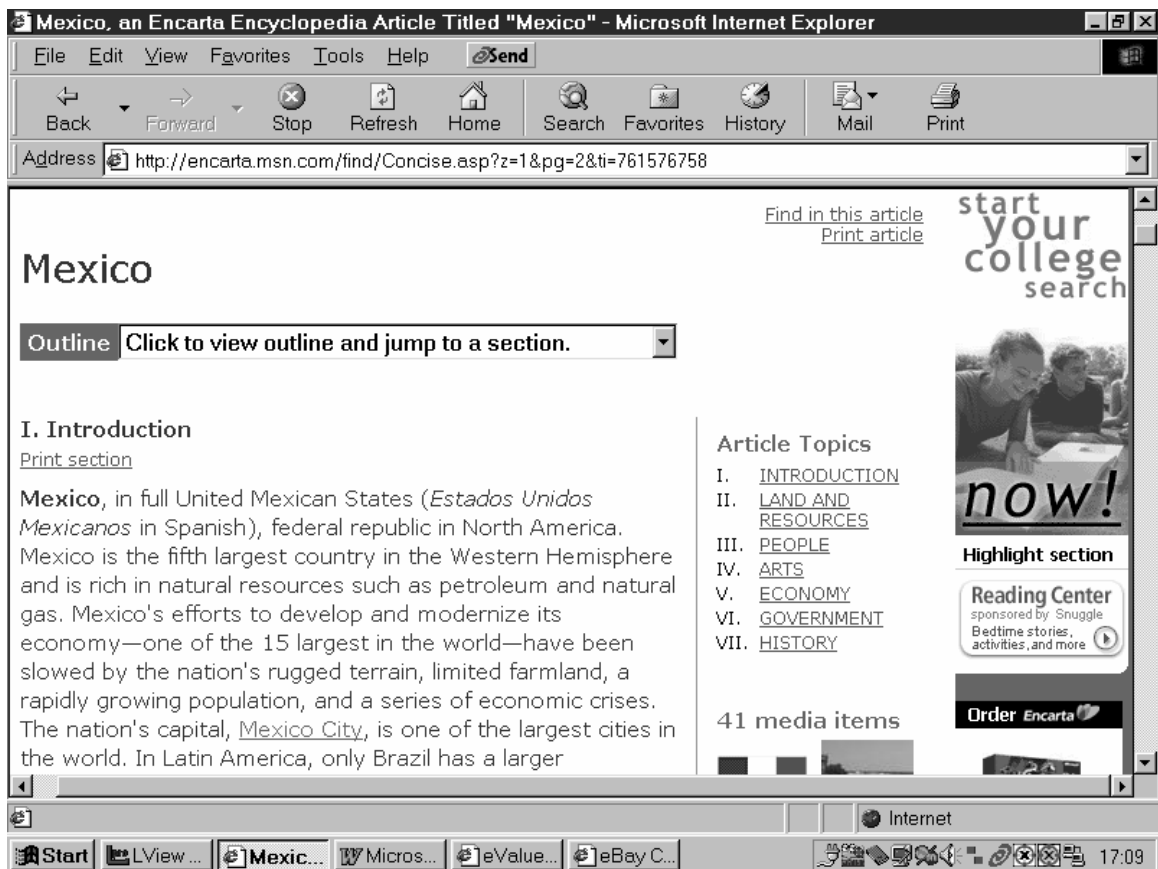 Mexico, an Encarta Encyclopedia Article Titled "Mexico" - Microsoft Internet Explorer
File Edit View Favorites Tools Help Send
Back Forward Stop Refresh Home Search Favorites History Mail Print
Address http://encarta.msn.com/find/Concise.asp?z=1&pg=2&ti=761576758
Find in this article
Print article
Mexico
Outline Click to view outline and jump to a section.
I. Introduction
Print section
Mexico, in full United Mexican States (Estados Unidos
Mexicanos in Spanish), federal republic in North America.
Mexico is the fifth largest country in the Western Hemisphere
and is rich in natural resources such as petroleum and natural
gas. Mexico's efforts to develop and modernize its
economy—one of the 15 largest in the world—have been
slowed by the nation's rugged terrain, limited farmland, a
rapidly growing population, and a series of economic crises.
The nation's capital, Mexico City, is one of the largest cities in
the world. In Latin America, only Brazil has a larger
Article Topics
I. INTRODUCTION
II. LAND AND
RESOURCES
III. PEOPLE
IV. ARTS
V. ECONOMY
VI. GOVERNMENT
VII. HISTORY
41 media items
start
your
college
search
now!
Highlight section
Reading Center
sponsored by Snuggle
Bedtime stories,
activities, and more
Order Encarta
Internet
Start LView ... Mexic... Micros... eValue... eBay C... 17:09